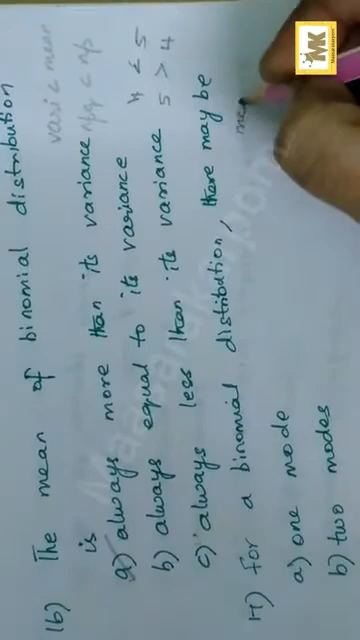 16) The mean of binomial distribution
is vari < mean
a) always more than its variance npq < np
b) always equal to its variance 4 < 5
c) always less than its variance 5 > 4
17) For a binomial distribution, there may be
a) one mode
b) two modes
MK